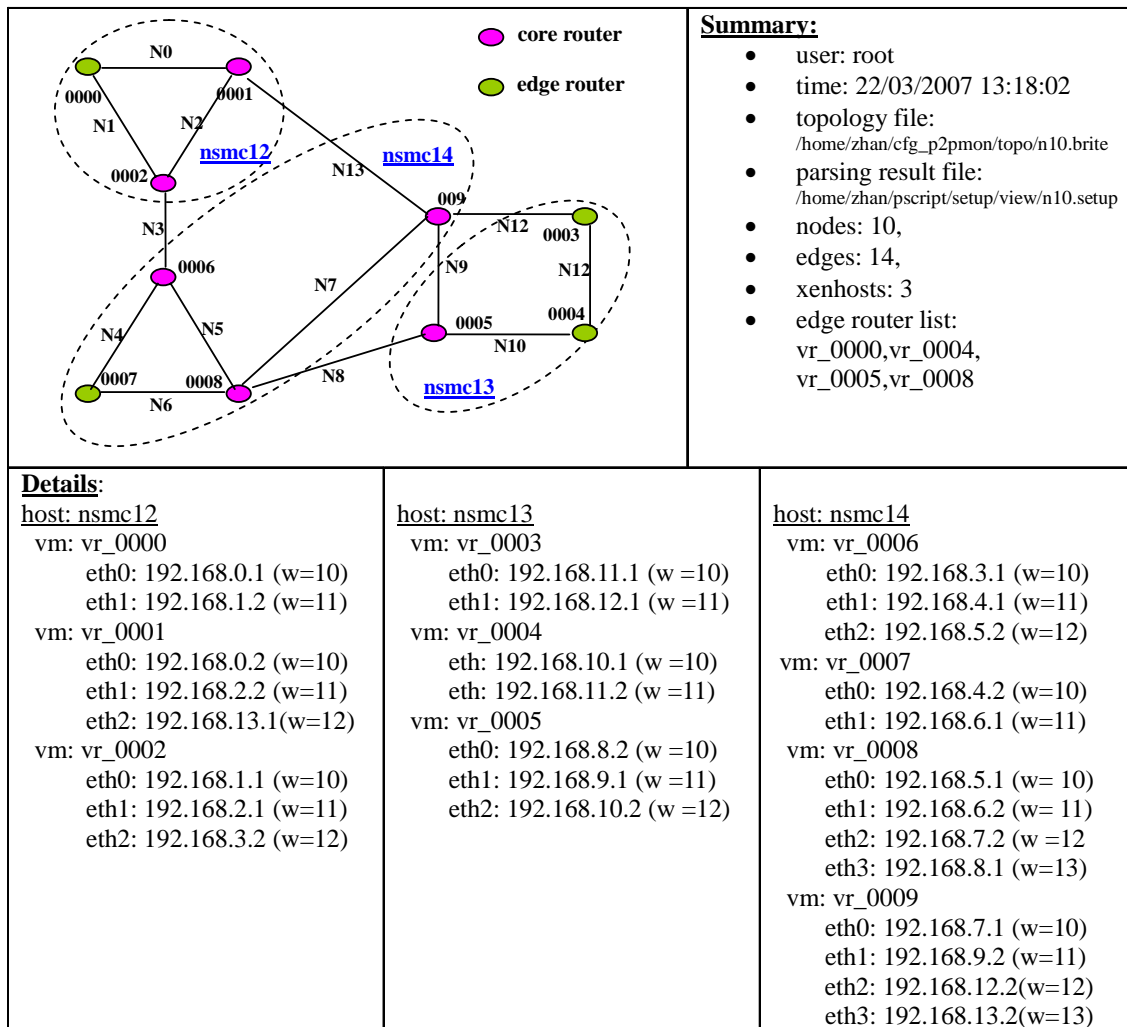 N0
core router
edge router
0000
0001
N1
N2
nsmc12
nsmc14
0002
N13
009
N3
N12
0003
0006
N9
N7
N12
0005
0004
N4
N5
N10
0007
0008
N8
N6
nsmc13
Summary:
• user: root
• time: 22/03/2007 13:18:02
• topology file:
/home/zhan/cfg_p2pmon/topo/n10.brite
• parsing result file:
/home/zhan/pscript/setup/view/n10.setup
• nodes: 10,
• edges: 14,
• xenhosts: 3
• edge router list:
vr_0000,vr_0004,
vr_0005,vr_0008
Details:
host: nsmc12
vm: vr_0000
eth0: 192.168.0.1 (w=10)
eth1: 192.168.1.2 (w=11)
vm: vr_0001
eth0: 192.168.0.2 (w=10)
eth1: 192.168.2.2 (w=11)
eth2: 192.168.13.1(w=12)
vm: vr_0002
eth0: 192.168.1.1 (w=10)
eth1: 192.168.2.1 (w=11)
eth2: 192.168.3.2 (w=12)
host: nsmc13
vm: vr_0003
eth0: 192.168.11.1 (w =10)
eth1: 192.168.12.1 (w =11)
vm: vr_0004
eth: 192.168.10.1 (w =10)
eth: 192.168.11.2 (w =11)
vm: vr_0005
eth0: 192.168.8.2 (w =10)
eth1: 192.168.9.1 (w =11)
eth2: 192.168.10.2 (w =12)
host: nsmc14
vm: vr_0006
eth0: 192.168.3.1 (w=10)
eth1: 192.168.4.1 (w=11)
eth2: 192.168.5.2 (w=12)
vm: vr_0007
eth0: 192.168.4.2 (w=10)
eth1: 192.168.6.1 (w=11)
vm: vr_0008
eth0: 192.168.5.1 (w= 10)
eth1: 192.168.6.2 (w= 11)
eth2: 192.168.7.2 (w =12
eth3: 192.168.8.1 (w=13)
vm: vr_0009
eth0: 192.168.7.1 (w=10)
eth1: 192.168.9.2 (w=11)
eth2: 192.168.12.2(w=12)
eth3: 192.168.13.2(w=13)